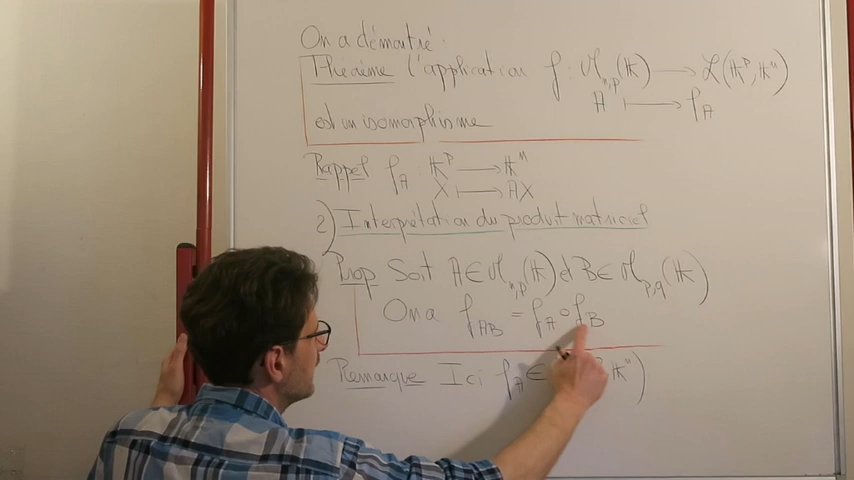 On a démontré :
Théorème L'application f : ℳ_{n,p}(𝕂) ⟶ ℒ(𝕂^p, 𝕂^n)
A ⟼ f_A
est un isomorphisme
Rappel f_A 𝕂^p ⟶ 𝕂^n
X ⟼ AX
2) Interprétation du produit matriciel
Prop Soit A ∈ ℳ_{n,p}(𝕂) et B ∈ ℳ_{p,q}(𝕂)
On a f_{AB} = f_A ∘ f_B
Remarque Ici f_A ∈ 𝕂^n)